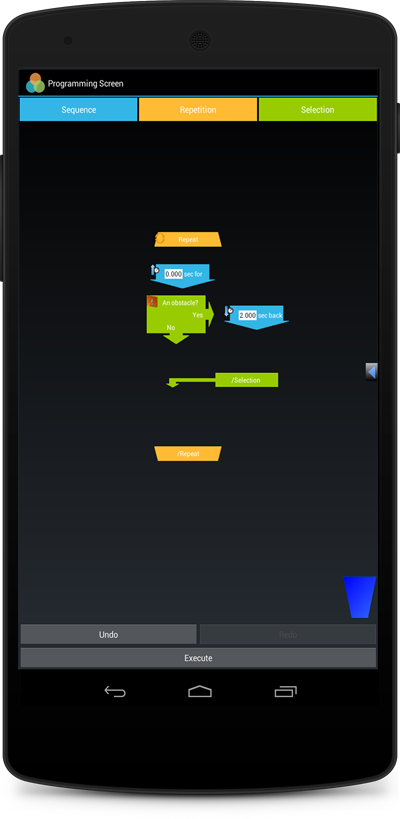 Programming Screen
Sequence
Repetition
Selection
Repeat
0.000 sec for
An obstacle?
Yes
2.000 sec back
No
/Selection
/Repeat
Undo
Redo
Execute